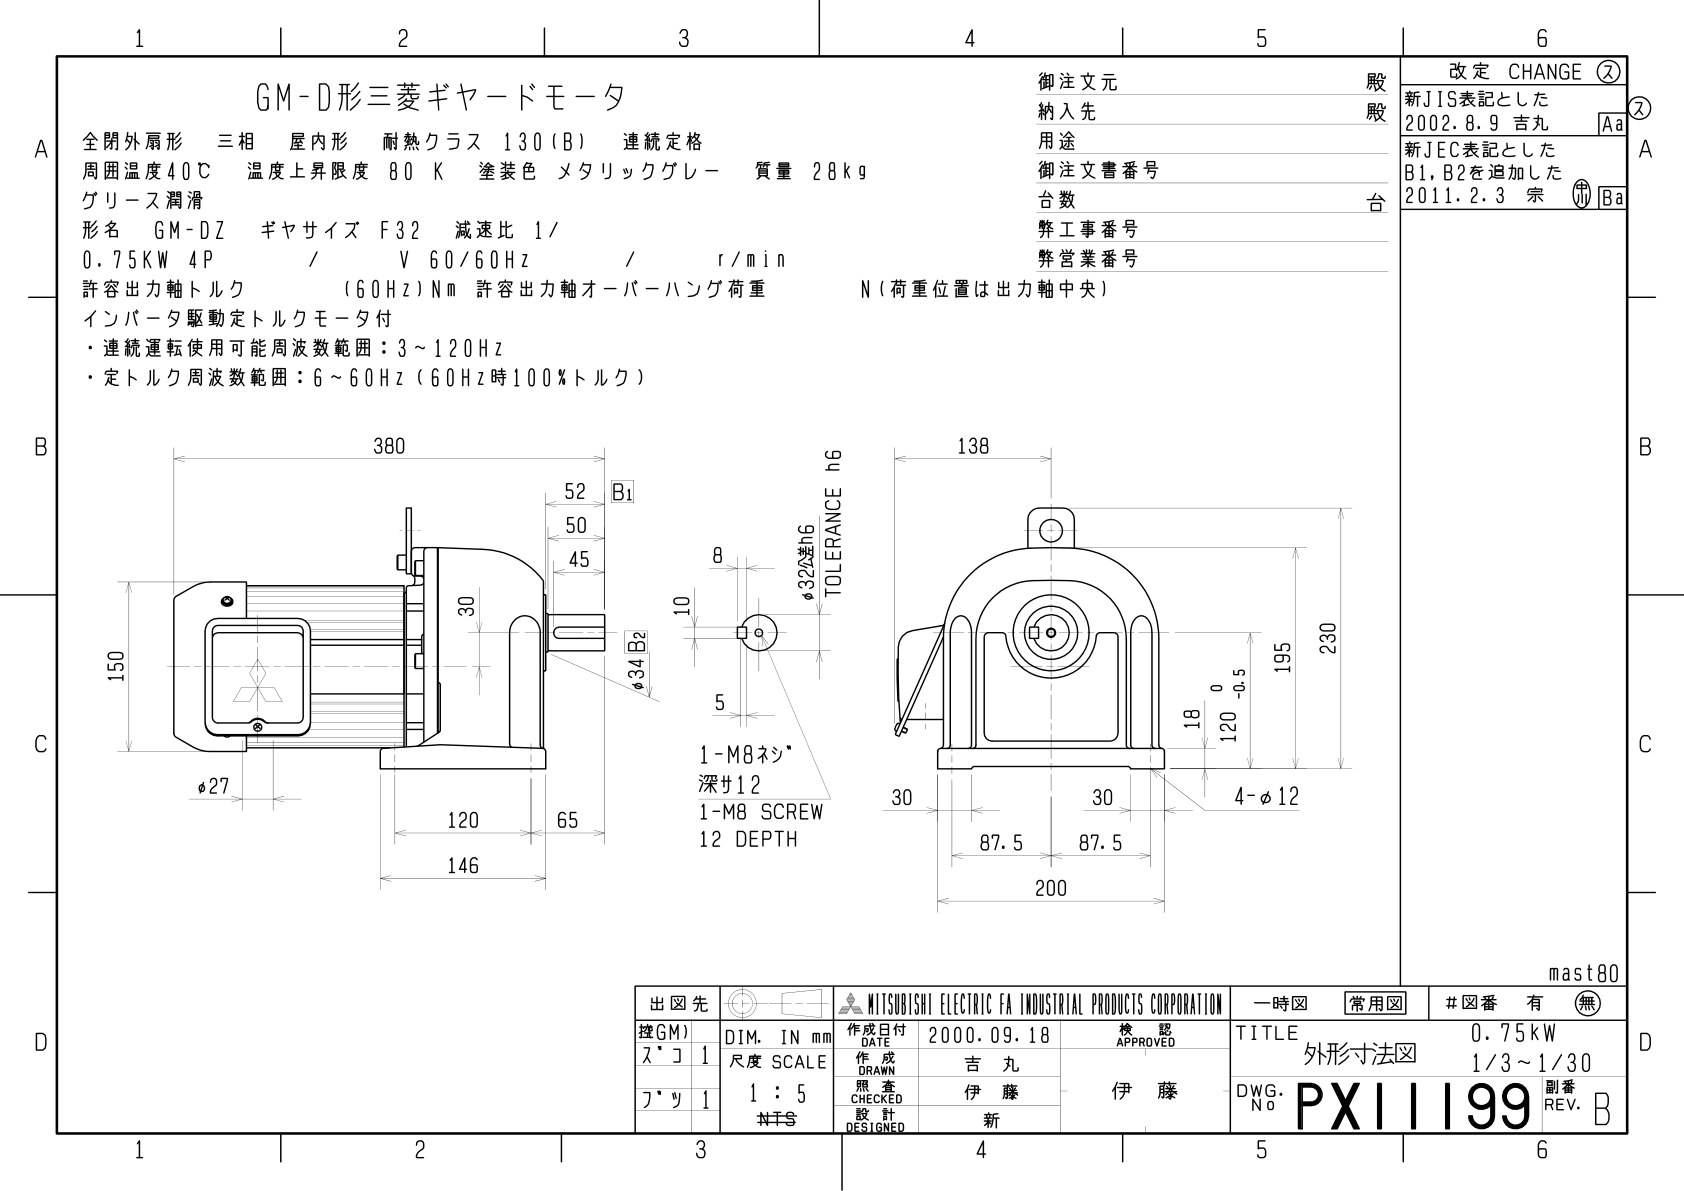 1 2 3 4 5 6
GM-D形三菱ギヤードモータ
全閉外扇形 三相 屋内形 耐熱クラス 130(B) 連続定格
周囲温度40℃ 温度上昇限度 80 K 塗装色 メタリックグレー 質量 28kg
グリース潤滑
形名 GM-DZ ギヤサイズ F32 減速比 1/
0.75KW 4P / V 60/60Hz / r/min
許容出力軸トルク (60Hz)Nm 許容出力軸オーバーハング荷重 N(荷重位置は出力軸中央)
インバータ駆動定トルクモータ付
・連続運転使用可能周波数範囲：3~120Hz
・定トルク周波数範囲：6~60Hz(60Hz時100%トルク)
御注文元 殿
納入先 殿
用途
御注文書番号
台数 台
弊工事番号
弊営業番号
改定 CHANGE ス
新JIS表記とした
2002.8.9 吉丸 Aa
ス
新JEC表記とした
B1,B2を追加した
2011.2.3 宗 Ba
A
A
B
B
C
C
D
D
380
52 B1
50
45
30
150
φ34 B2
φ27
120
65
146
8
10
5
φ32公差h6
TOLERANCE h6
1-M8ネジ
深サ12
1-M8 SCREW
12 DEPTH
138
230
195
18
120 0 -0.5
30
30
4-φ12
87.5
87.5
200
mast80
出図先
控GM)
ズコ 1
ブツ 1
DIM. IN mm
尺度 SCALE
1 : 5
NTS
MITSUBISHI ELECTRIC FA INDUSTRIAL PRODUCTS CORPORATION
作成日付 DATE 2000.09.18
作成 DRAWN 吉丸
照査 CHECKED 伊藤
設計 DESIGNED 新
検認 APPROVED
伊藤
一時図 常用図 #図番 有 無
TITLE 外形寸法図
0.75kW
1/3~1/30
DWG. No PX11199
副番 REV. B
1 2 3 4 5 6